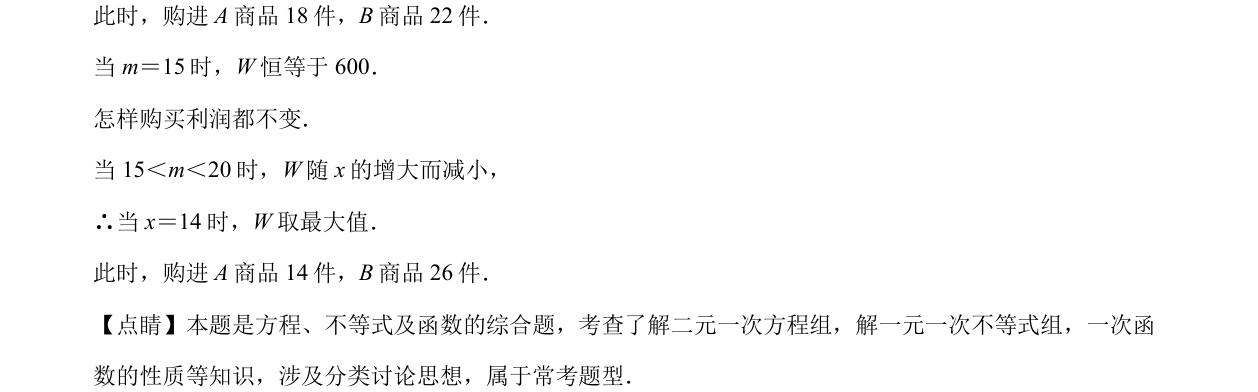 此时，购进 A 商品 18 件，B 商品 22 件．
当 m＝15 时，W 恒等于 600．
怎样购买利润都不变．
当 15＜m＜20 时，W 随 x 的增大而减小，
∴当 x＝14 时，W 取最大值．
此时，购进 A 商品 14 件，B 商品 26 件．
【点睛】本题是方程、不等式及函数的综合题，考查了解二元一次方程组，解一元一次不等式组，一次函
数的性质等知识，涉及分类讨论思想，属于常考题型．